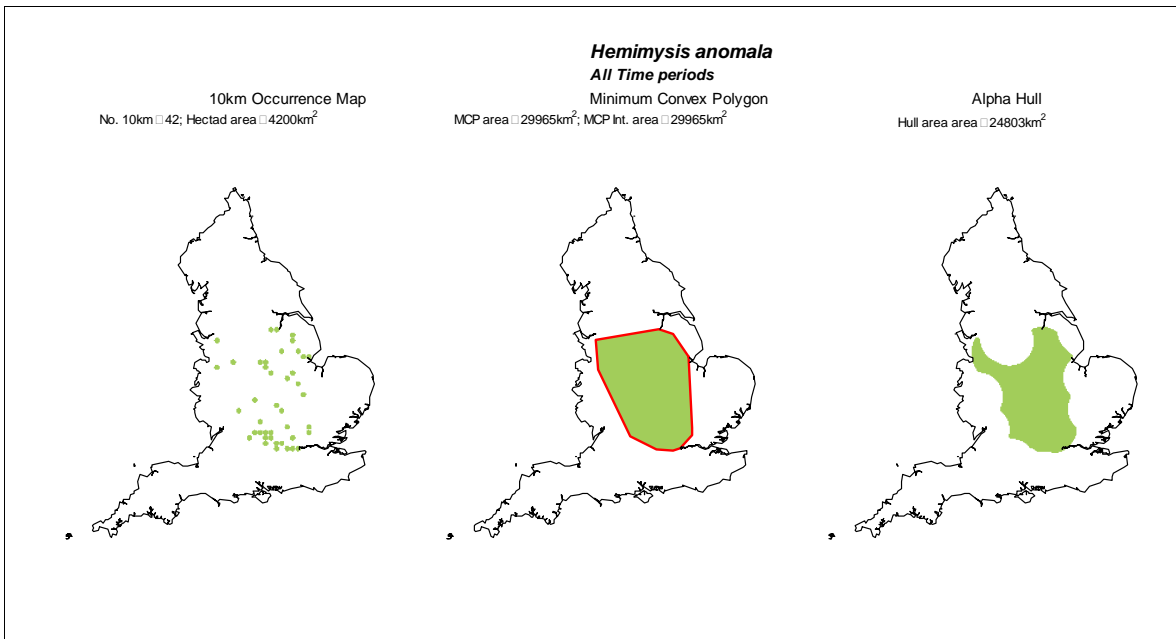 Hemimysis anomala
All Time periods
10km Occurrence Map
No. 10km □ 42; Hectad area □ 4200km²
Minimum Convex Polygon
MCP area □ 29965km²; MCP Int. area □ 29965km²
Alpha Hull
Hull area area □ 24803km²